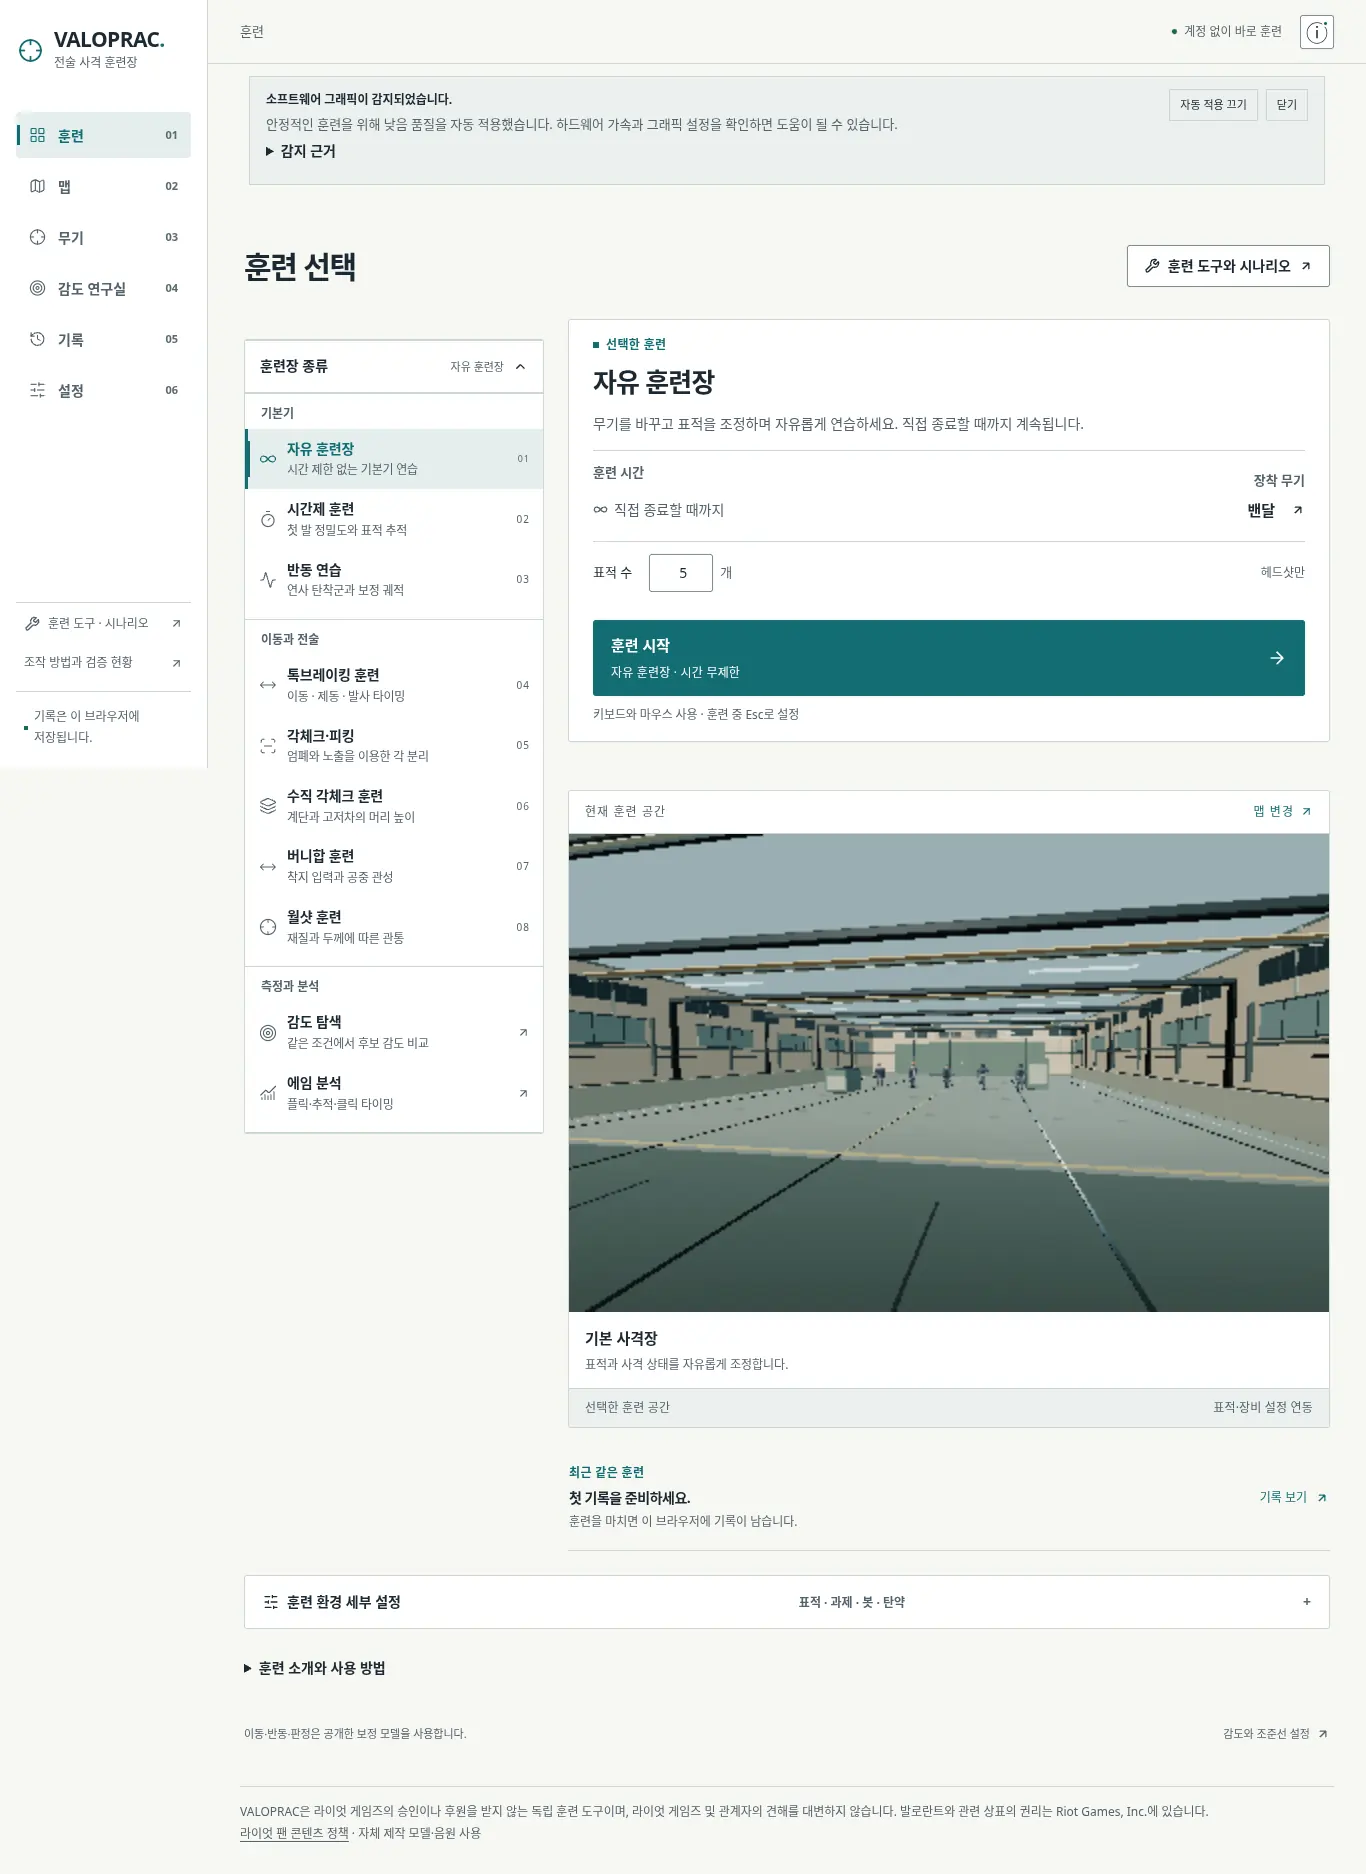 VALOPRAC.
전술 사격 훈련장
훈련 01
맵 02
무기 03
감도 연구실 04
기록 05
설정 06
훈련 도구 · 시나리오
조작 방법과 검증 현황
기록은 이 브라우저에
저장됩니다.
훈련
계정 없이 바로 훈련
소프트웨어 그래픽이 감지되었습니다.
안정적인 훈련을 위해 낮음 품질을 자동 적용했습니다. 하드웨어 가속과 그래픽 설정을 확인하면 도움이 될 수 있습니다.
감지 근거
자동 적용 끄기
닫기
훈련 선택
훈련 도구와 시나리오
훈련장 종류 자유 훈련장
기본기
자유 훈련장
시간 제한 없는 기본기 연습
01
시간제 훈련
첫 발 정밀도와 표적 추적
02
반동 연습
연사 탄착군과 보정 궤적
03
이동과 전술
톡브레이킹 훈련
이동 · 제동 · 발사 타이밍
04
각체크·피킹
엄폐와 노출을 이용한 각 분리
05
수직 각체크 훈련
계단과 고저차의 머리 높이
06
버니합 훈련
착지 입력과 공중 관성
07
월샷 훈련
재질과 두께에 따른 관통
08
측정과 분석
감도 탐색
같은 조건에서 후보 감도 비교
에임 분석
플릭·추적·클릭 타이밍
선택한 훈련
자유 훈련장
무기를 바꾸고 표적을 조정하며 자유롭게 연습하세요. 직접 종료할 때까지 계속됩니다.
훈련 시간
∞ 직접 종료할 때까지
장착 무기
밴달
표적 수 5 개
헤드샷만
훈련 시작
자유 훈련장 · 시간 무제한
키보드와 마우스 사용 · 훈련 중 Esc로 설정
현재 훈련 공간
맵 변경
기본 사격장
표적과 사격 상태를 자유롭게 조정합니다.
선택한 훈련 공간
표적·장비 설정 연동
최근 같은 훈련
첫 기록을 준비하세요.
훈련을 마치면 이 브라우저에 기록이 남습니다.
기록 보기
훈련 환경 세부 설정
표적 · 과제 · 봇 · 탄약
+
훈련 소개와 사용 방법
이동·반동·판정은 공개한 보정 모델을 사용합니다.
감도와 조준선 설정
VALOPRAC은 라이엇 게임즈의 승인이나 후원을 받지 않는 독립 훈련 도구이며, 라이엇 게임즈 및 관계자의 견해를 대변하지 않습니다. 발로란트와 관련 상표의 권리는 Riot Games, Inc.에 있습니다.
라이엇 팬 콘텐츠 정책 · 자체 제작 모델·음원 사용